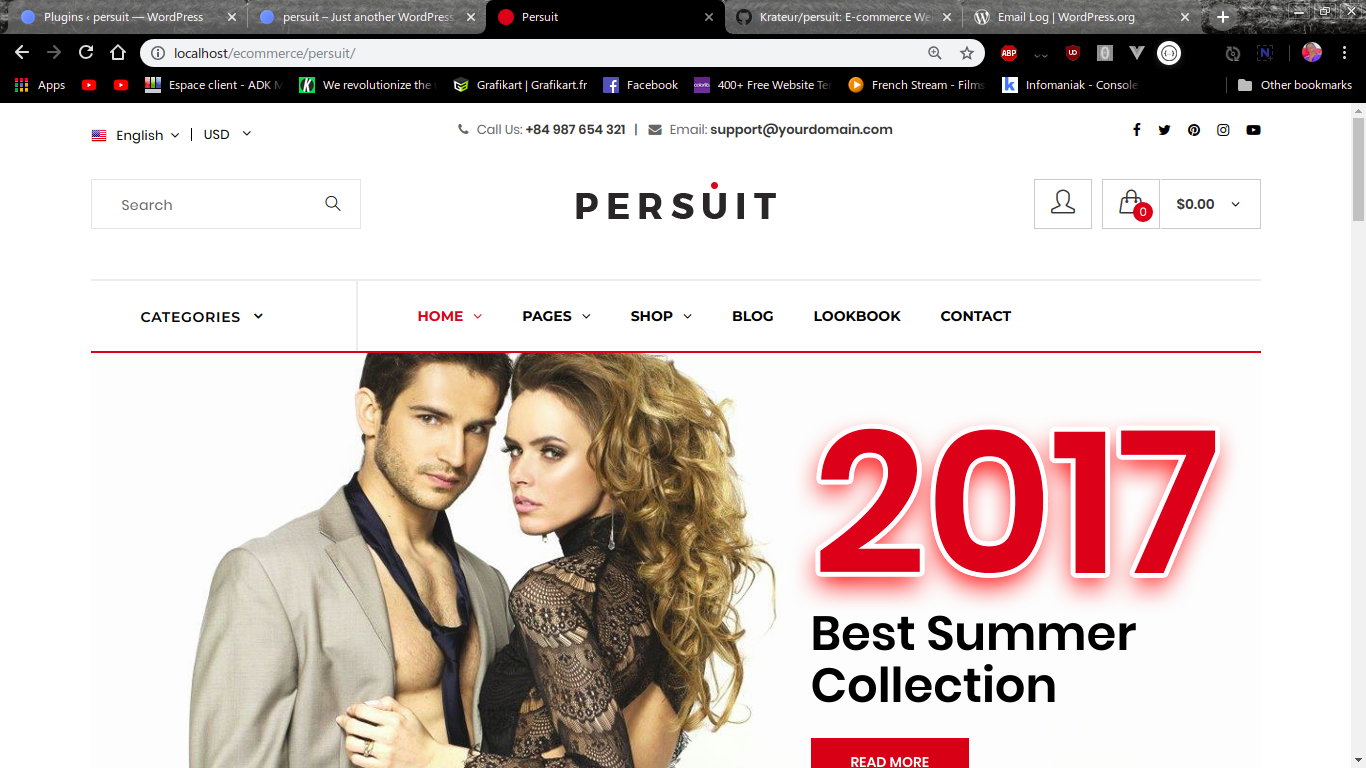 Plugins ‹ persuit — WordPress
persuit – Just another WordPress
Persuit
Krateur/persuit: E-commerce We
Email Log | WordPress.org
localhost/ecommerce/persuit/
ABP
UD
Apps
Espace client - ADK M
We revolutionize the
Grafikart | Grafikart.fr
Facebook
400+ Free Website Ter
French Stream - Films
Infomaniak - Console
Other bookmarks
English | USD
Call Us: +84 987 654 321 | Email: support@yourdomain.com
Search
PERSUIT
0
$0.00
CATEGORIES
HOME PAGES SHOP BLOG LOOKBOOK CONTACT
2017
Best Summer
Collection
READ MORE